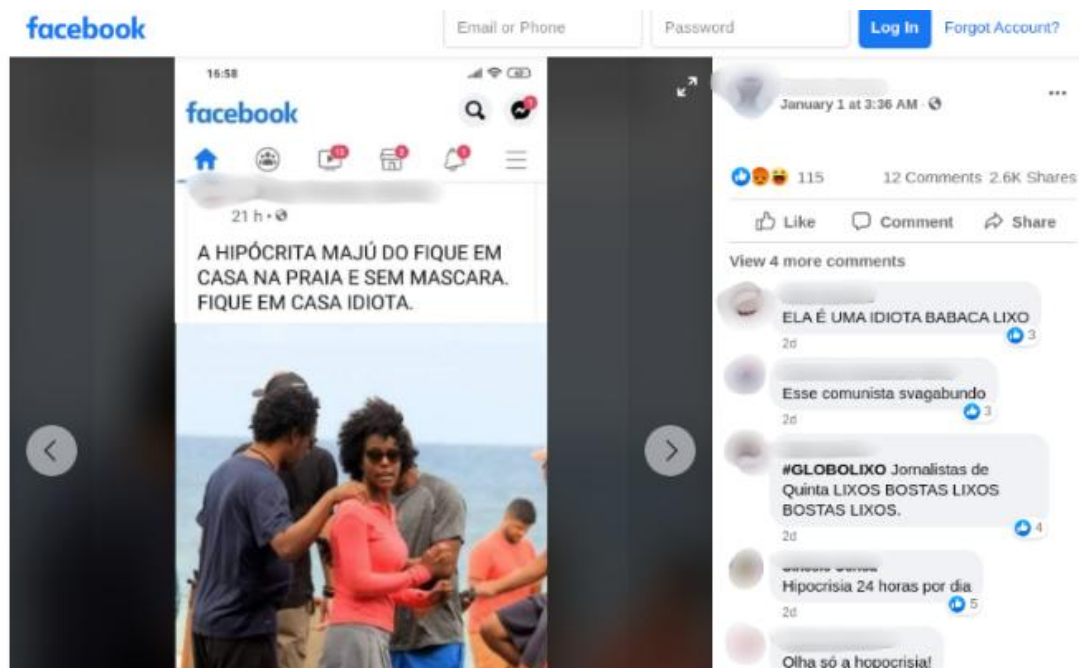 facebook
Email or Phone
Password
Log In
Forgot Account?
16:58
facebook
21 h
A HIPÓCRITA MAJÚ DO FIQUE EM
CASA NA PRAIA E SEM MASCARA.
FIQUE EM CASA IDIOTA.
January 1 at 3:36 AM
115
12 Comments 2.6K Shares
Like
Comment
Share
View 4 more comments
ELA É UMA IDIOTA BABACA LIXO
3
2d
Esse comunista svagabundo
3
2d
#GLOBOLIXO Jornalistas de
Quinta LIXOS BOSTAS LIXOS
BOSTAS LIXOS.
4
2d
Hipocrisia 24 horas por dia
5
2d
Olha só a hopocrisia!